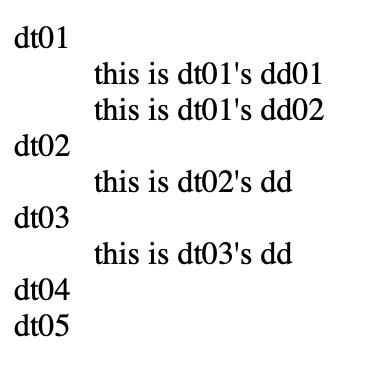 dt01
this is dt01's dd01
this is dt01's dd02
dt02
this is dt02's dd
dt03
this is dt03's dd
dt04
dt05